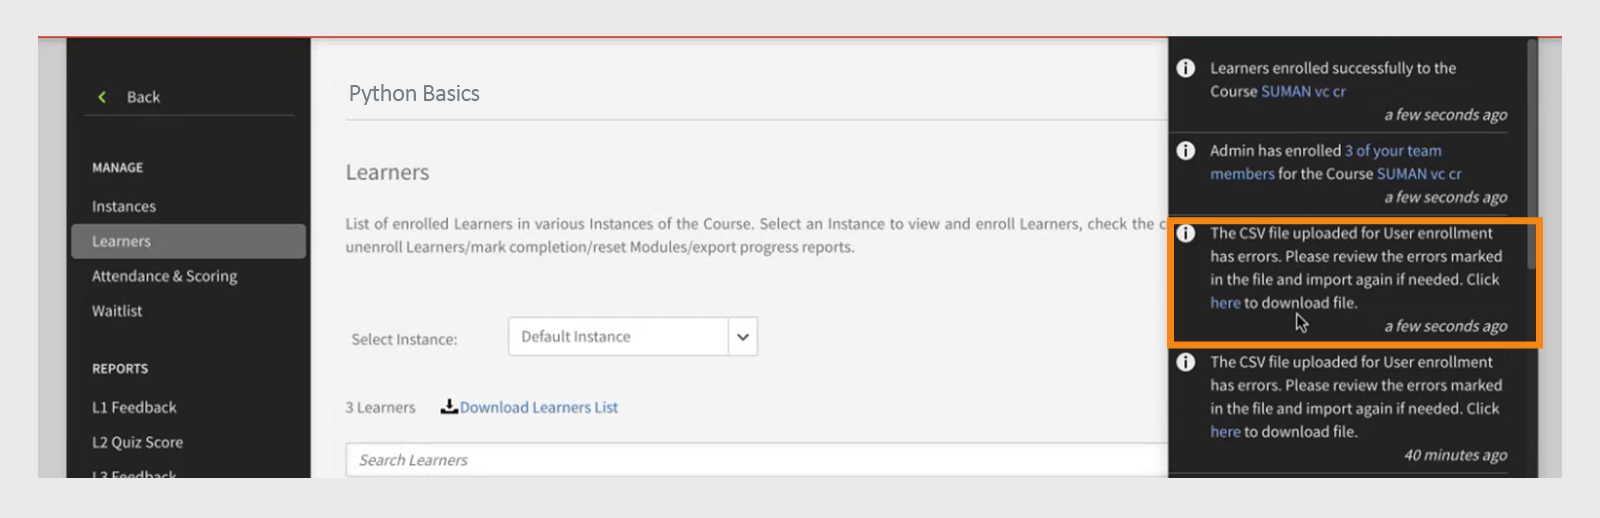 Back
MANAGE
Instances
Learners
Attendance & Scoring
Waitlist
REPORTS
L1 Feedback
L2 Quiz Score
L3 Feedback
Python Basics
Learners
List of enrolled Learners in various Instances of the Course. Select an Instance to view and enroll Learners, check the c
unenroll Learners/mark completion/reset Modules/export progress reports.
Select Instance:
Default Instance
3 Learners
Download Learners List
Search Learners
Learners enrolled successfully to the
Course SUMAN vc cr
a few seconds ago
Admin has enrolled 3 of your team
members for the Course SUMAN vc cr
a few seconds ago
The CSV file uploaded for User enrollment
has errors. Please review the errors marked
in the file and import again if needed. Click
here to download file.
a few seconds ago
The CSV file uploaded for User enrollment
has errors. Please review the errors marked
in the file and import again if needed. Click
here to download file.
40 minutes ago